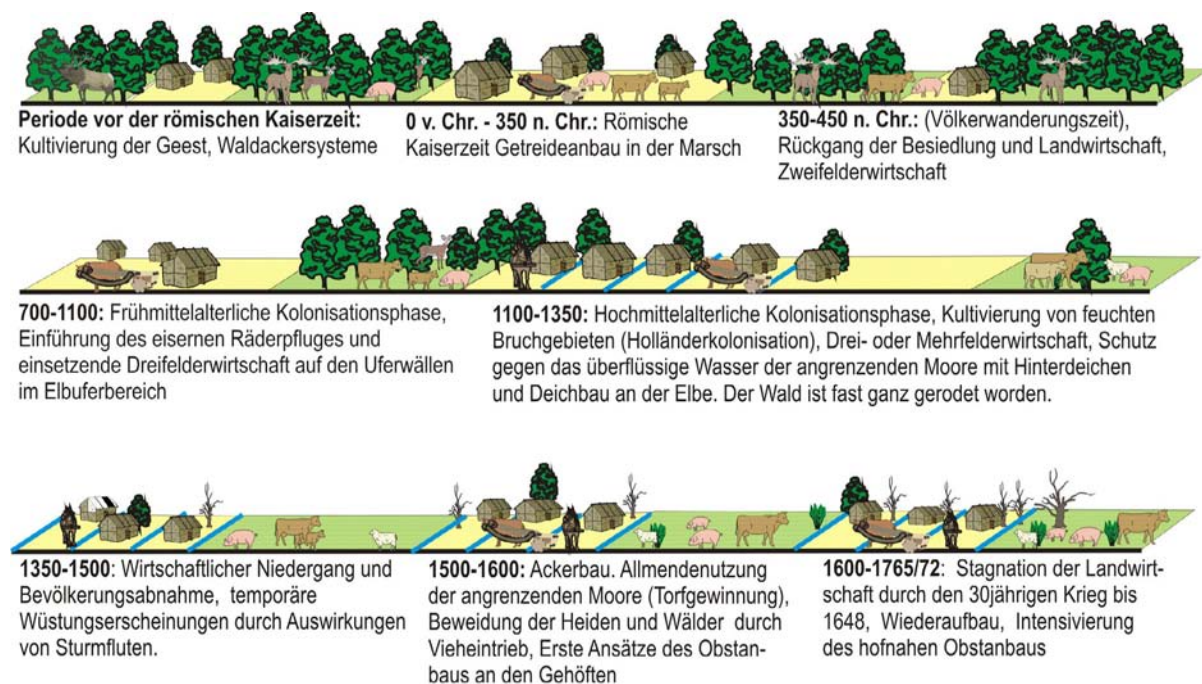 Periode vor der römischen Kaiserzeit:
Kultivierung der Geest, Waldackersysteme
0 v. Chr. - 350 n. Chr.: Römische
Kaiserzeit Getreideanbau in der Marsch
350-450 n. Chr.: (Völkerwanderungszeit),
Rückgang der Besiedlung und Landwirtschaft,
Zweifelderwirtschaft
700-1100: Frühmittelalterliche Kolonisationsphase,
Einführung des eisernen Räderpfluges und
einsetzende Dreifelderwirtschaft auf den Uferwällen
im Elbuferbereich
1100-1350: Hochmittelalterliche Kolonisationsphase, Kultivierung von feuchten
Bruchgebieten (Holländerkolonisation), Drei- oder Mehrfelderwirtschaft, Schutz
gegen das überflüssige Wasser der angrenzenden Moore mit Hinterdeichen
und Deichbau an der Elbe. Der Wald ist fast ganz gerodet worden.
1350-1500: Wirtschaftlicher Niedergang und
Bevölkerungsabnahme, temporäre
Wüstungserscheinungen durch Auswirkungen
von Sturmfluten.
1500-1600: Ackerbau. Allmendenutzung
der angrenzenden Moore (Torfgewinnung),
Beweidung der Heiden und Wälder durch
Vieheintrieb, Erste Ansätze des Obstan-
baus an den Gehöften
1600-1765/72: Stagnation der Landwirt-
schaft durch den 30jährigen Krieg bis
1648, Wiederaufbau, Intensivierung
des hofnahen Obstanbaus